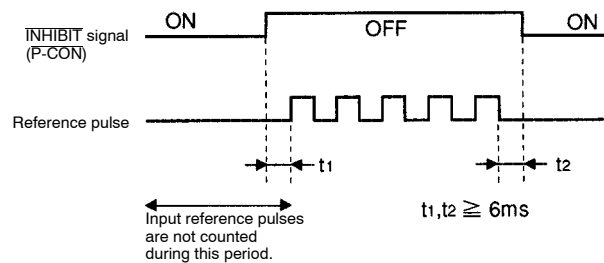 ON
OFF
ON
INHIBIT signal
(P-CON)
Reference pulse
t1
t2
Input reference pulses
are not counted
during this period.
t1,t2 ≧ 6ms